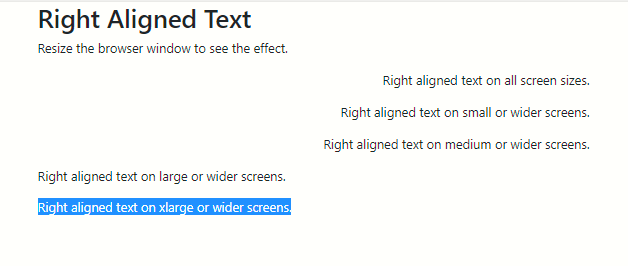 Right Aligned Text
Resize the browser window to see the effect.
Right aligned text on all screen sizes.
Right aligned text on small or wider screens.
Right aligned text on medium or wider screens.
Right aligned text on large or wider screens.
Right aligned text on xlarge or wider screens.